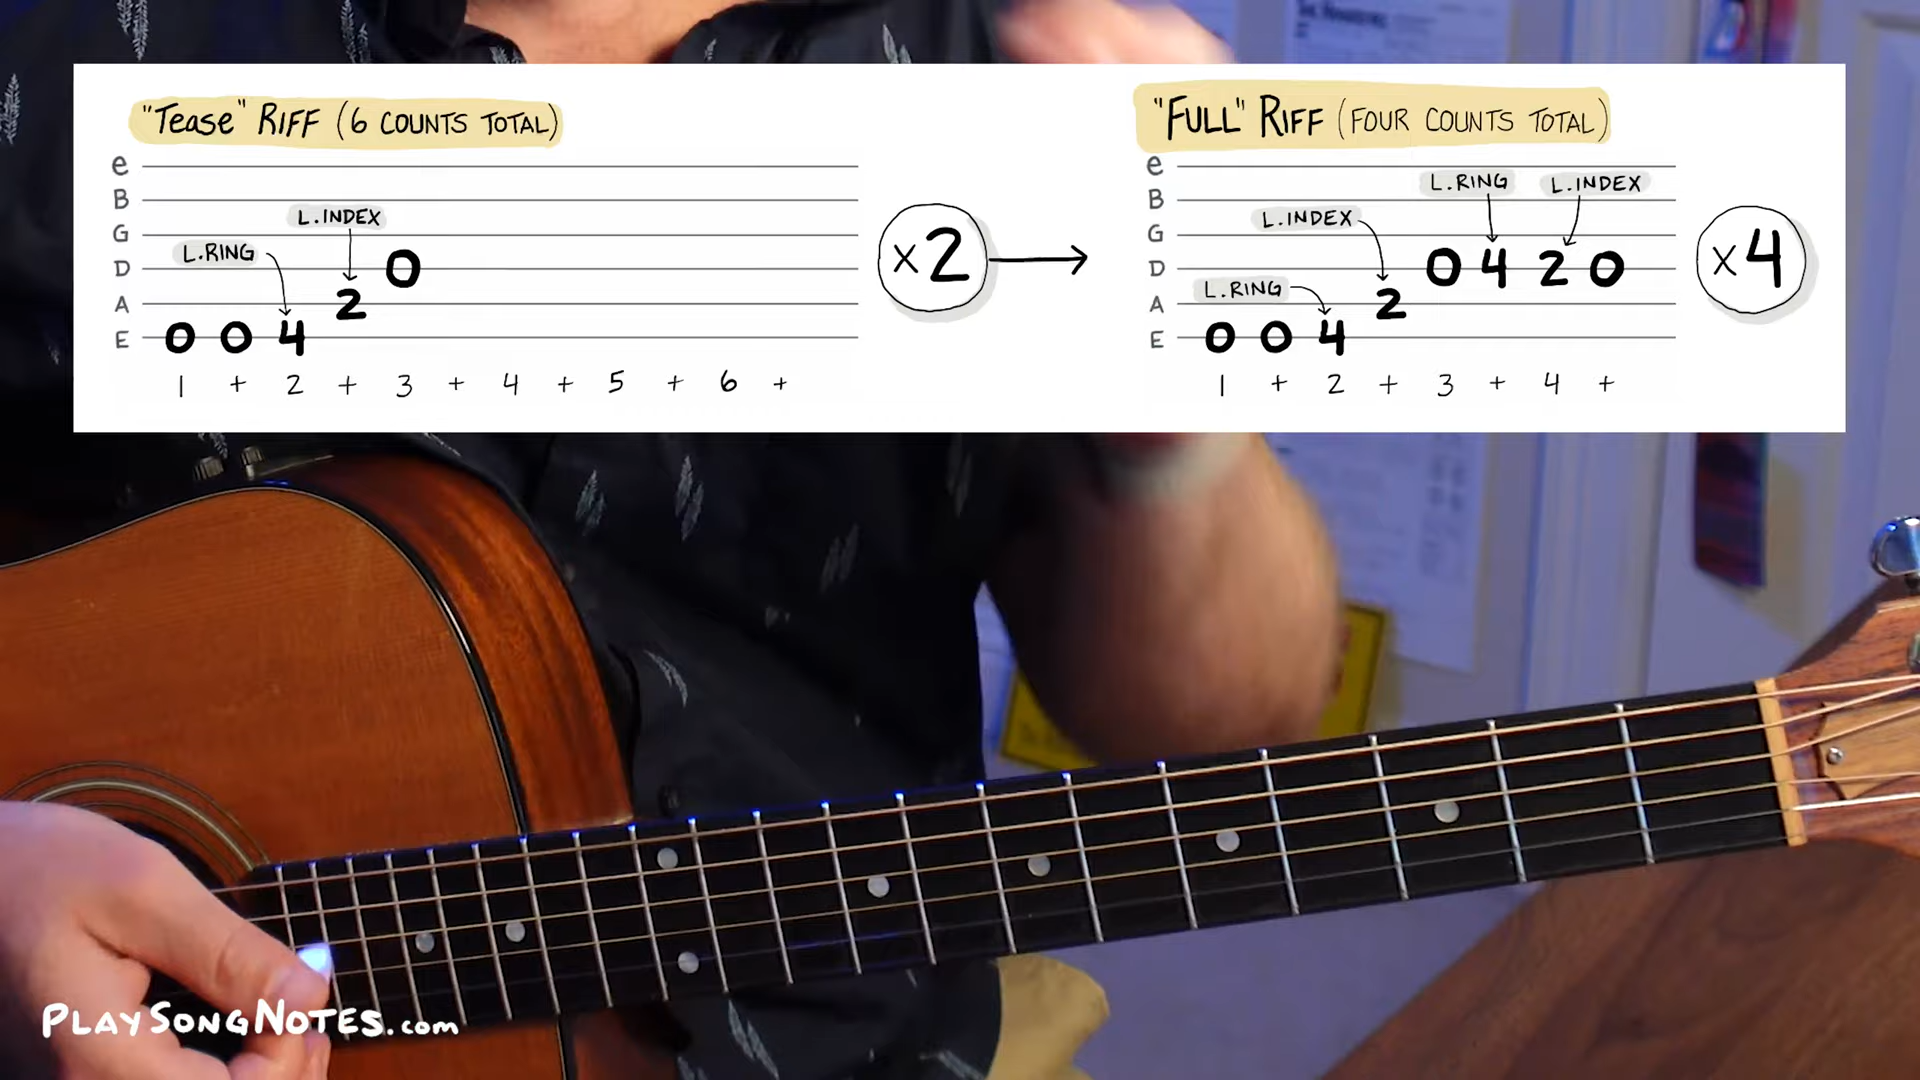 "Tease" RIFF (6 COUNTS TOTAL)
e
B
G
D
A
E
L.RING
L.INDEX
0 0 4 2 0
1 + 2 + 3 + 4 + 5 + 6 +
×2
"FULL" RIFF (FOUR COUNTS TOTAL)
e
B
G
D
A
E
L.RING
L.INDEX
L.RING
L.INDEX
0 0 4 2 0 4 2 0
1 + 2 + 3 + 4 +
×4
PLAYSONGNOTES.com